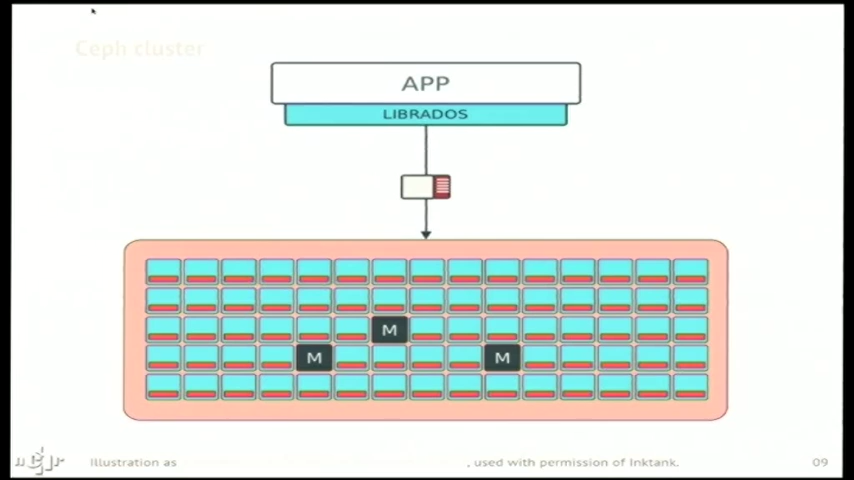 Ceph cluster
APP
LIBRADOS
M
M
M
Illustration as
, used with permission of Inktank.
09